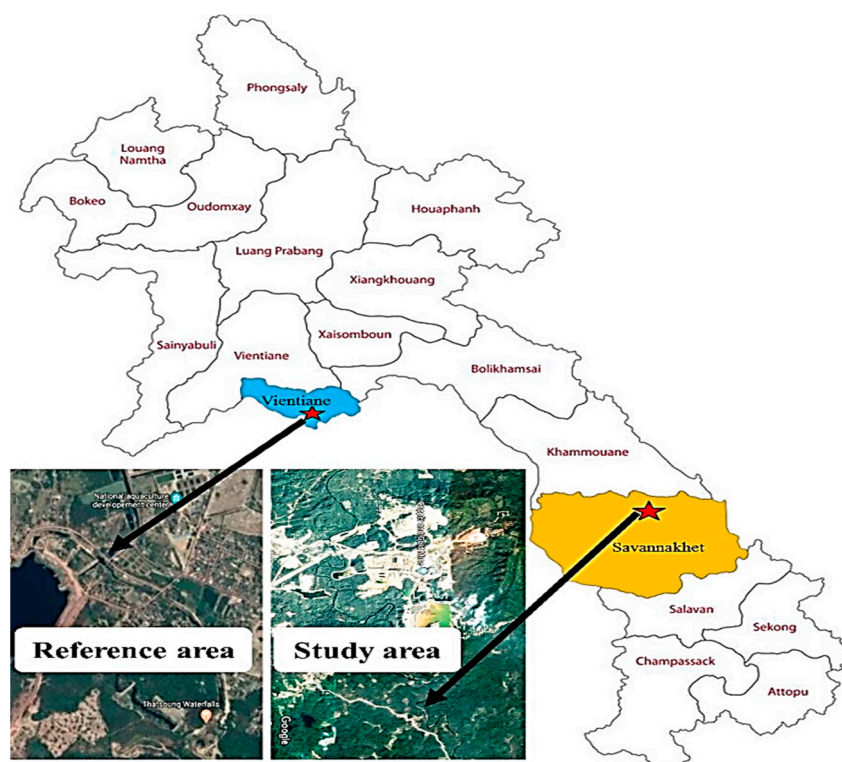 Phongsaly
Louang
Namtha
Bokeo
Oudomxay
Houaphanh
Luang Prabang
Xiangkhouang
Sainyabuli
Vientiane
Xaisomboun
Bolikhamsai
Vientiane
Khammouane
National aquaculture
developement center
Savannakhet
Reference area
Study area
Salavan
Sekong
Champassack
Attopu
Thatsoung Waterfalls
Google